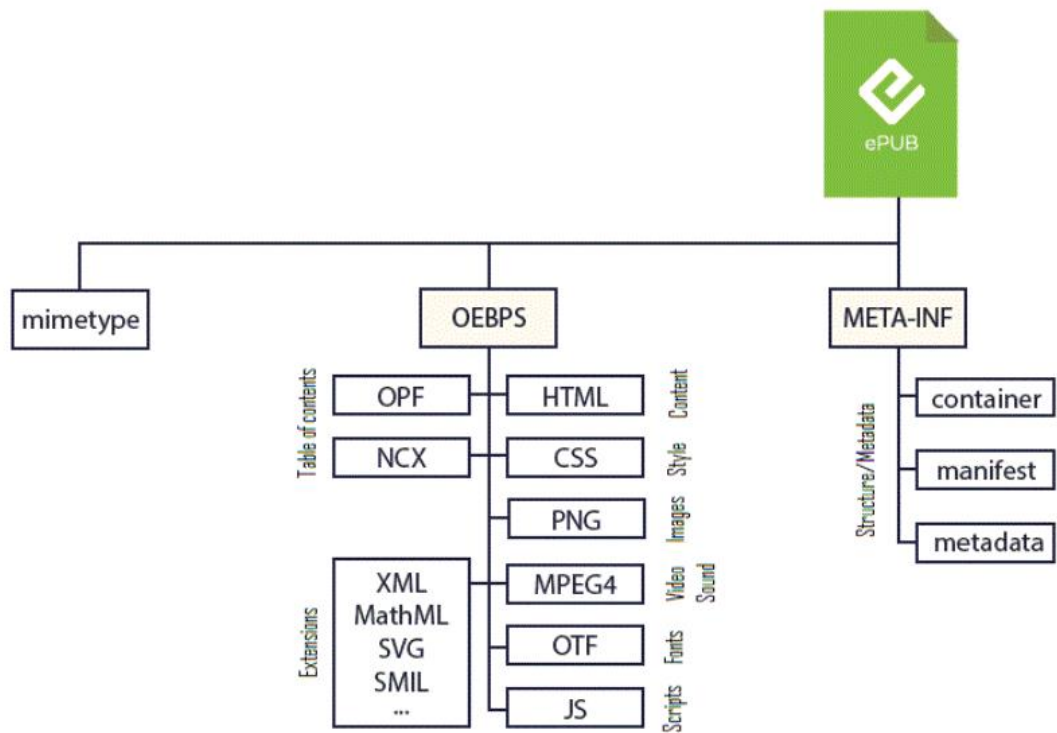 ePUB
mimetype
OEBPS
META-INF
Table of contents
OPF
HTML
Content
NCX
CSS
Style
PNG
Images
Extensions
XML
MathML
SVG
SMIL
...
MPEG4
Video
Sound
OTF
Fonts
JS
Scripts
Structure/Metadata
container
manifest
metadata